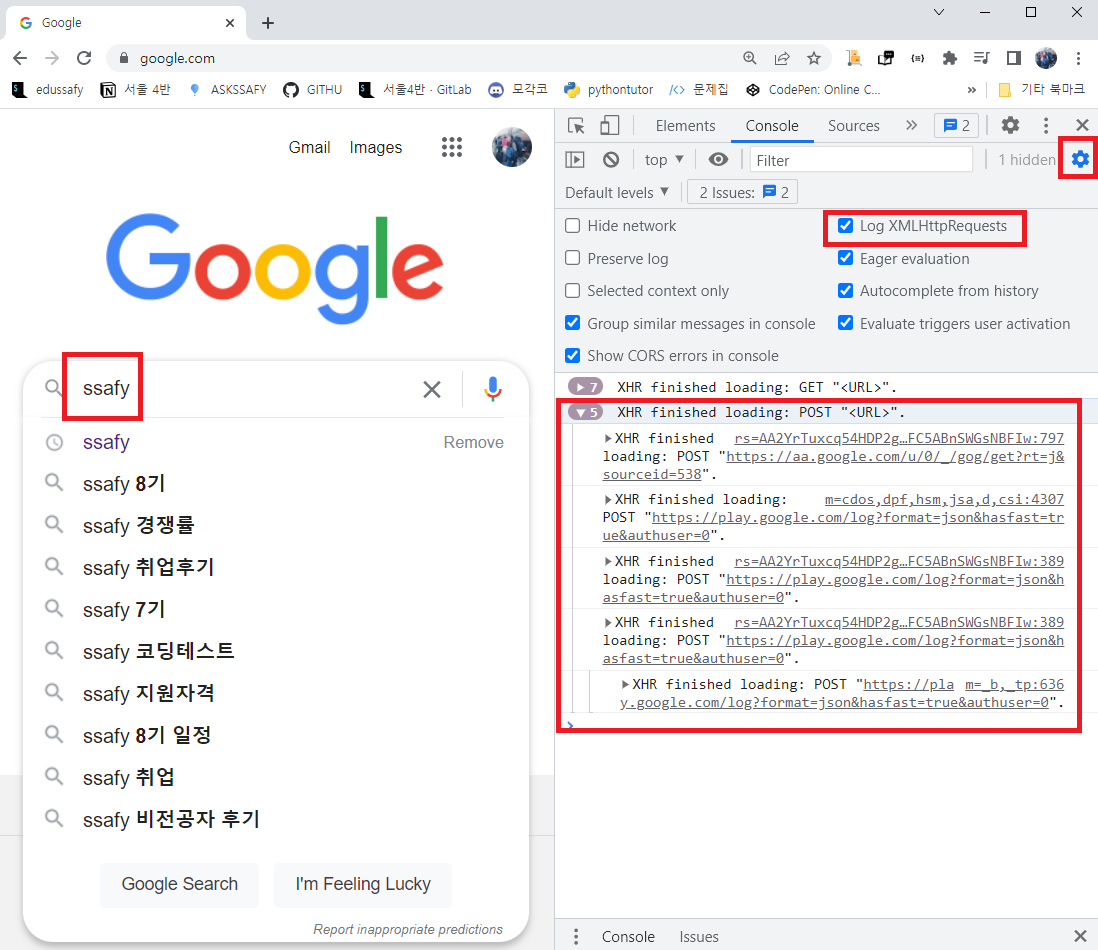 Google
google.com
edussafy
서울 4반
ASKSSAFY
GITHU
서울4반 · GitLab
모각코
pythontutor
문제집
CodePen: Online C...
»
기타 북마크
Gmail
Images
Google
ssafy
ssafy
Remove
ssafy 8기
ssafy 경쟁률
ssafy 취업후기
ssafy 7기
ssafy 코딩테스트
ssafy 지원자격
ssafy 8기 일정
ssafy 취업
ssafy 비전공자 후기
Google Search
I'm Feeling Lucky
Report inappropriate predictions
Elements
Console
Sources
»
2
top ▼
Filter
1 hidden
Default levels ▼
2 Issues: 2
Hide network
Log XMLHttpRequests
Preserve log
Eager evaluation
Selected context only
Autocomplete from history
Group similar messages in console
Evaluate triggers user activation
Show CORS errors in console
▶ 7 XHR finished loading: GET "<URL>".
▼ 5 XHR finished loading: POST "<URL>".
▶XHR finished rs=AA2YrTuxcq54HDP2g…FC5ABnSWGsNBFIw:797
loading: POST "https://aa.google.com/u/0/_/gog/get?rt=j&
sourceid=538".
▶XHR finished loading: m=cdos,dpf,hsm,jsa,d,csi:4307
POST "https://play.google.com/log?format=json&hasfast=tr
ue&authuser=0".
▶XHR finished rs=AA2YrTuxcq54HDP2g…FC5ABnSWGsNBFIw:389
loading: POST "https://play.google.com/log?format=json&h
asfast=true&authuser=0".
▶XHR finished rs=AA2YrTuxcq54HDP2g…FC5ABnSWGsNBFIw:389
loading: POST "https://play.google.com/log?format=json&h
asfast=true&authuser=0".
▶XHR finished loading: POST "https://pla m=_b,_tp:636
y.google.com/log?format=json&hasfast=true&authuser=0".
Console
Issues